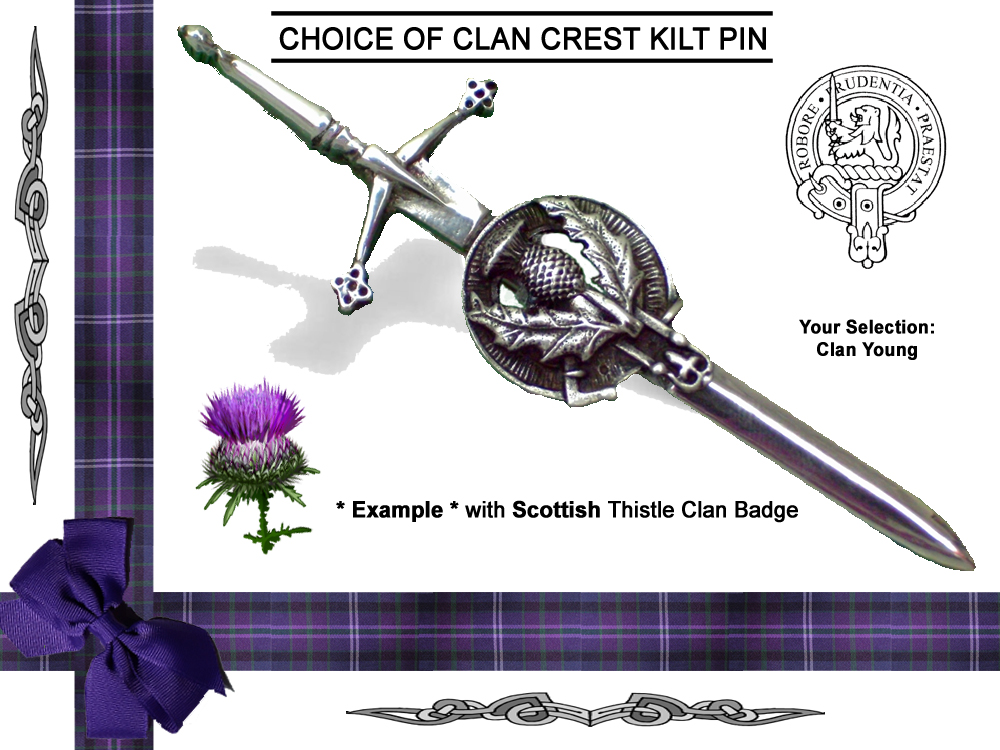 CHOICE OF CLAN CREST KILT PIN
ROBORE • PRUDENTIA • PRAESTAT
Your Selection:
Clan Young
* Example * with Scottish Thistle Clan Badge